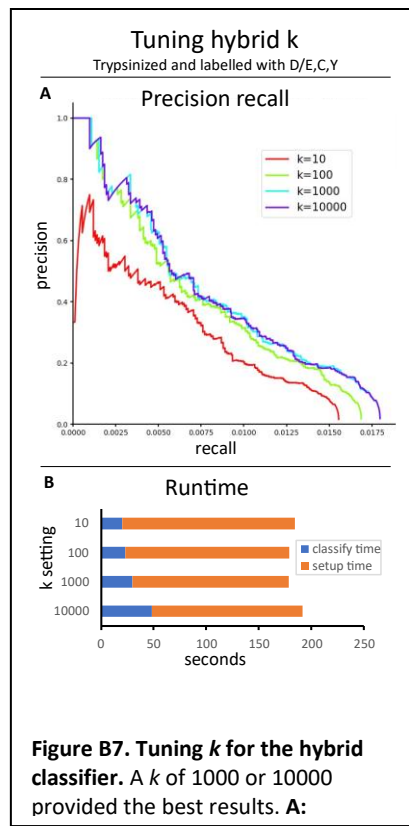 Tuning hybrid k
Trypsinized and labelled with D/E,C,Y
A
Precision recall
k=10
k=100
k=1000
k=10000
1.0
0.8
0.6
0.4
0.2
0.0
precision
0.0000 0.0025 0.0050 0.0075 0.0100 0.0125 0.0150 0.0175
recall
B
Runtime
k setting
10
100
1000
10000
classify time
setup time
0 50 100 150 200 250
seconds
Figure B7. Tuning k for the hybrid
classifier. A k of 1000 or 10000
provided the best results. A: